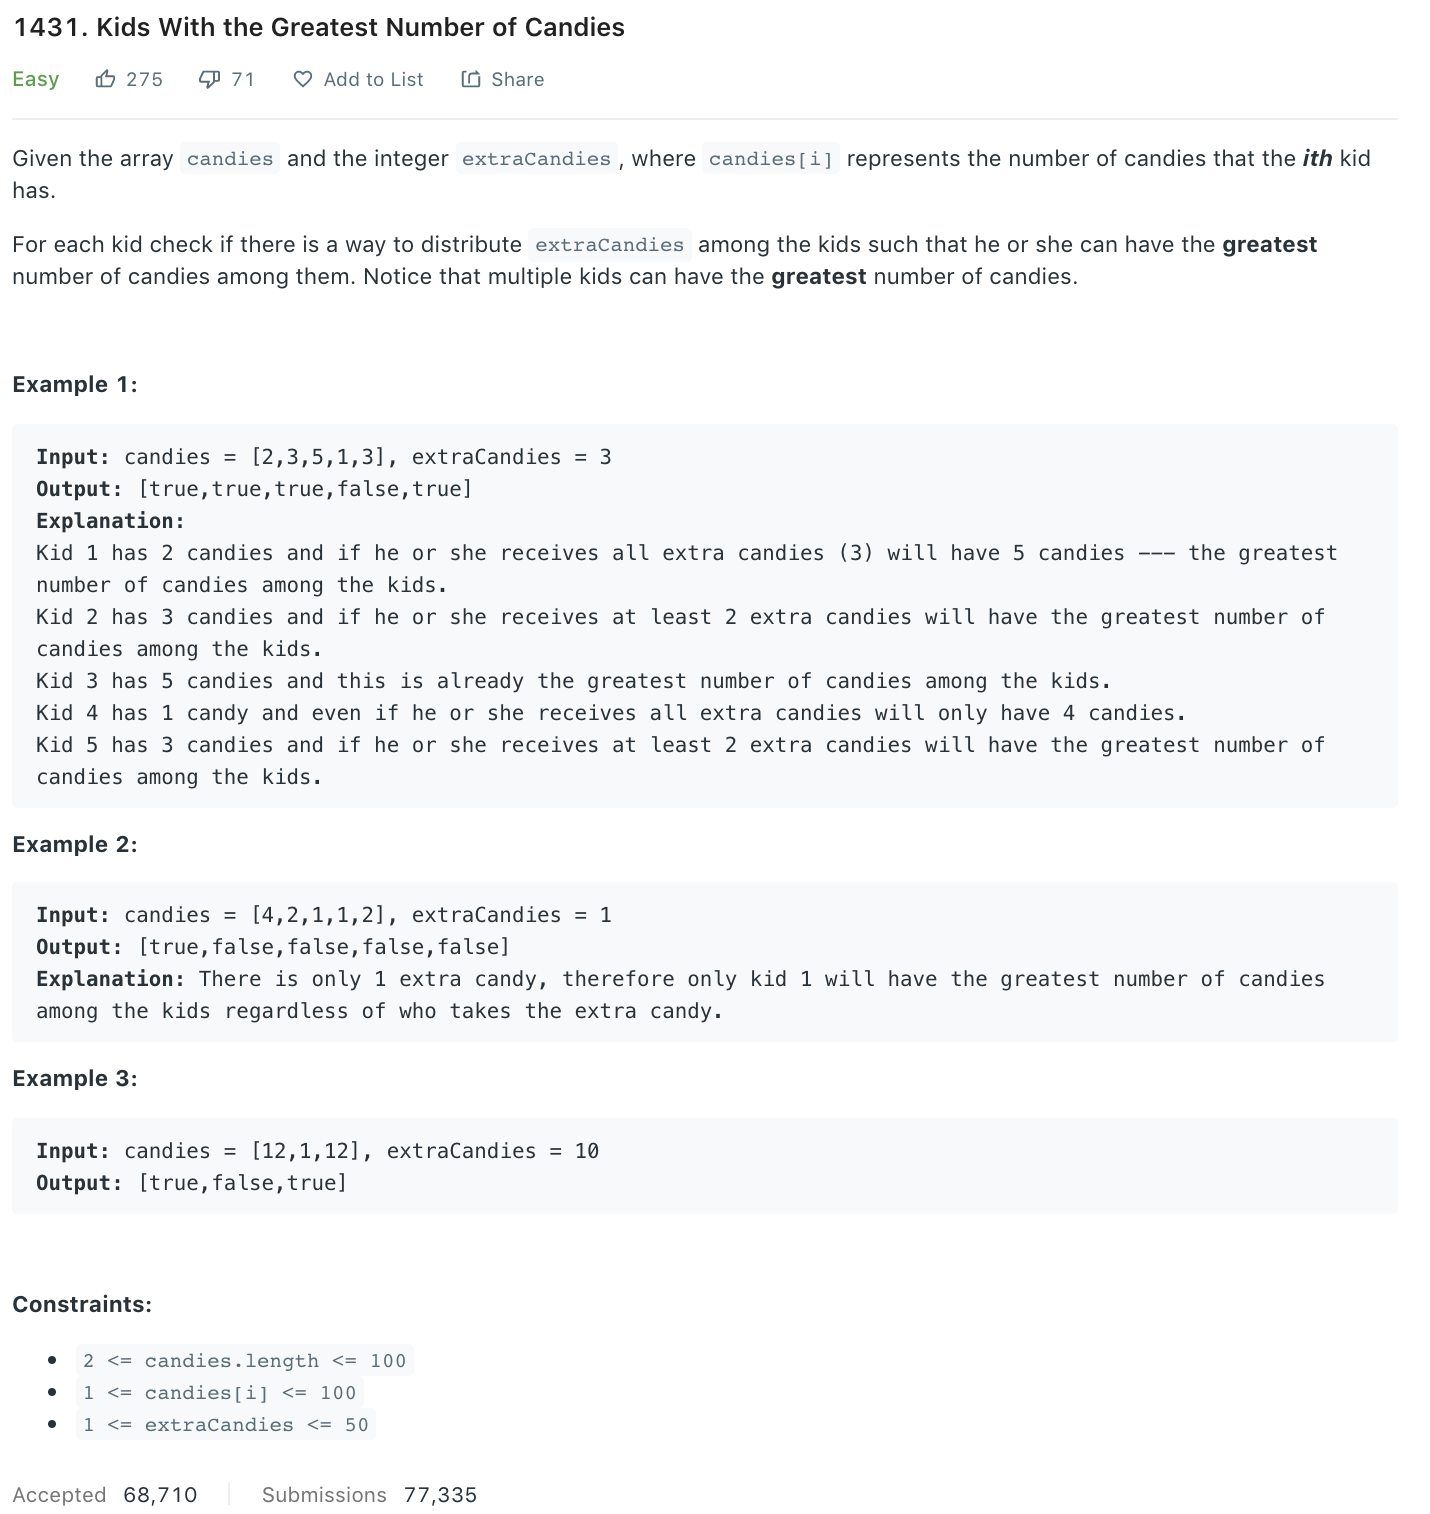 1431. Kids With the Greatest Number of Candies
Easy 275 71 Add to List Share
Given the array candies and the integer extraCandies, where candies[i] represents the number of candies that the ith kid
has.
For each kid check if there is a way to distribute extraCandies among the kids such that he or she can have the greatest
number of candies among them. Notice that multiple kids can have the greatest number of candies.
Example 1:
Input: candies = [2,3,5,1,3], extraCandies = 3
Output: [true,true,true,false,true]
Explanation:
Kid 1 has 2 candies and if he or she receives all extra candies (3) will have 5 candies --- the greatest
number of candies among the kids.
Kid 2 has 3 candies and if he or she receives at least 2 extra candies will have the greatest number of
candies among the kids.
Kid 3 has 5 candies and this is already the greatest number of candies among the kids.
Kid 4 has 1 candy and even if he or she receives all extra candies will only have 4 candies.
Kid 5 has 3 candies and if he or she receives at least 2 extra candies will have the greatest number of
candies among the kids.
Example 2:
Input: candies = [4,2,1,1,2], extraCandies = 1
Output: [true,false,false,false,false]
Explanation: There is only 1 extra candy, therefore only kid 1 will have the greatest number of candies
among the kids regardless of who takes the extra candy.
Example 3:
Input: candies = [12,1,12], extraCandies = 10
Output: [true,false,true]
Constraints:
• 2 <= candies.length <= 100
• 1 <= candies[i] <= 100
• 1 <= extraCandies <= 50
Accepted 68,710 Submissions 77,335